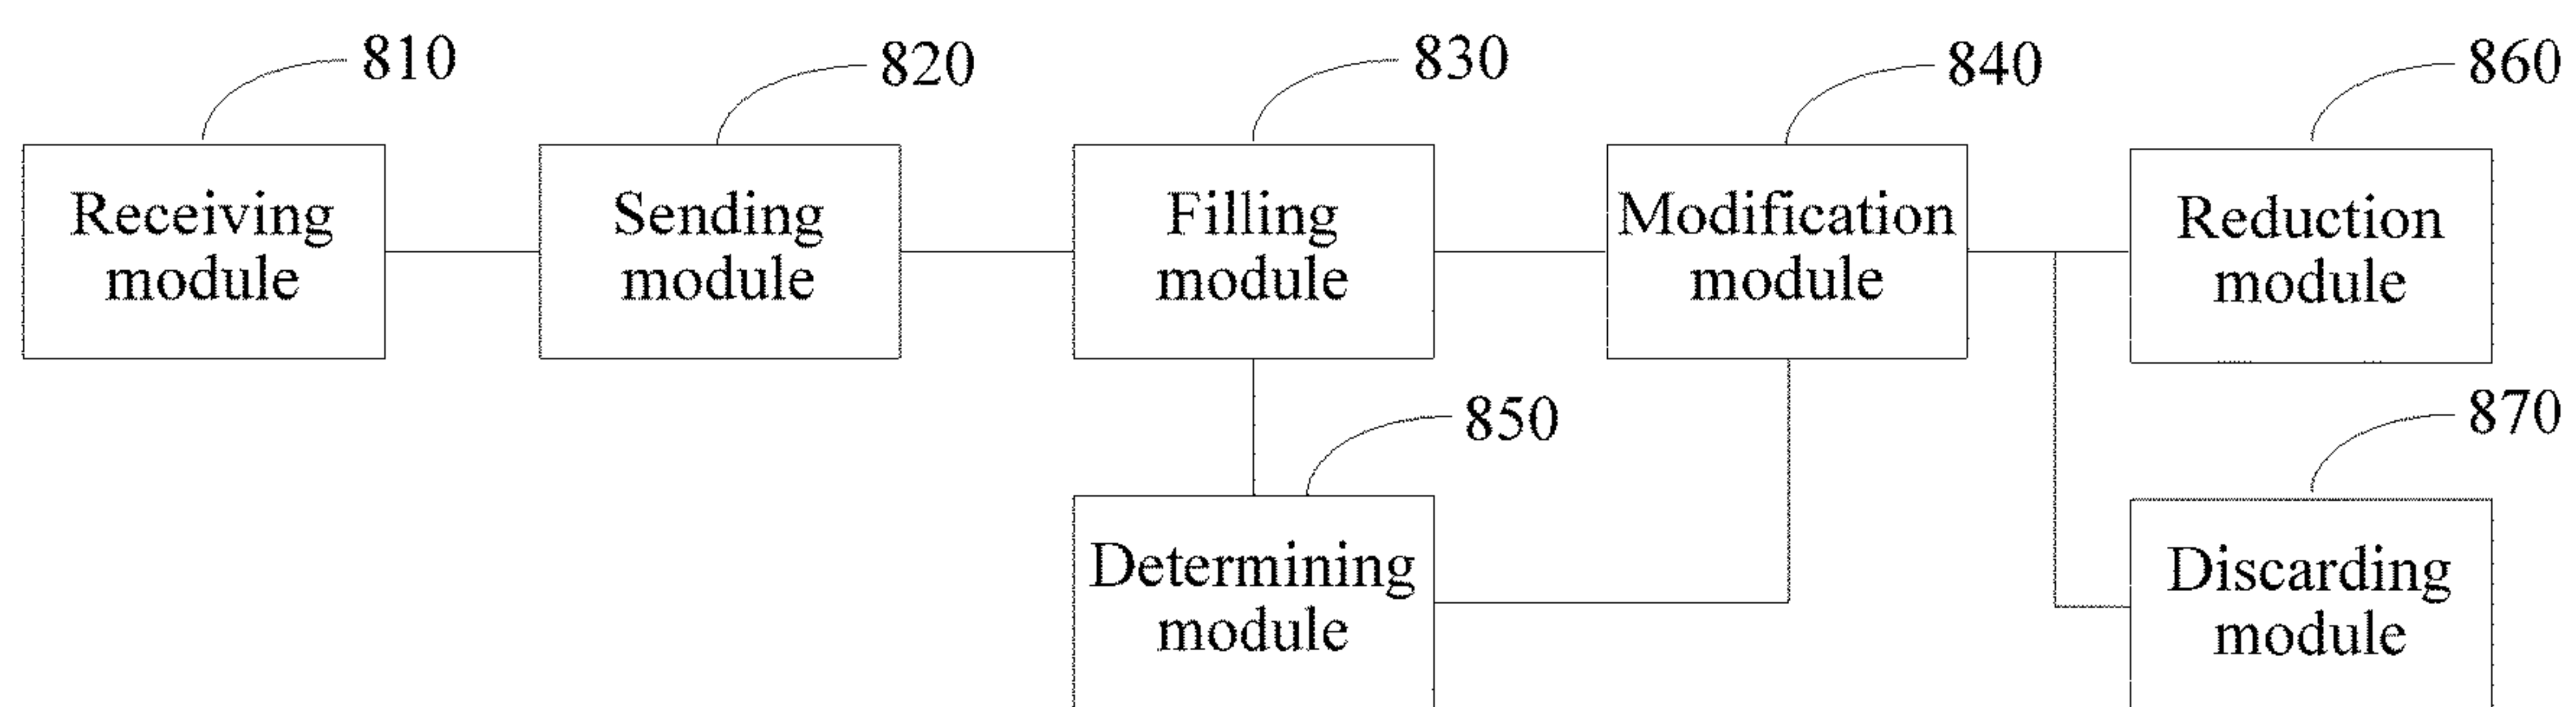 810
820
830
840
860
Receiving
module
Sending
module
Filling
module
Modification
module
Reduction
module
850
870
Determining
module
Discarding
module